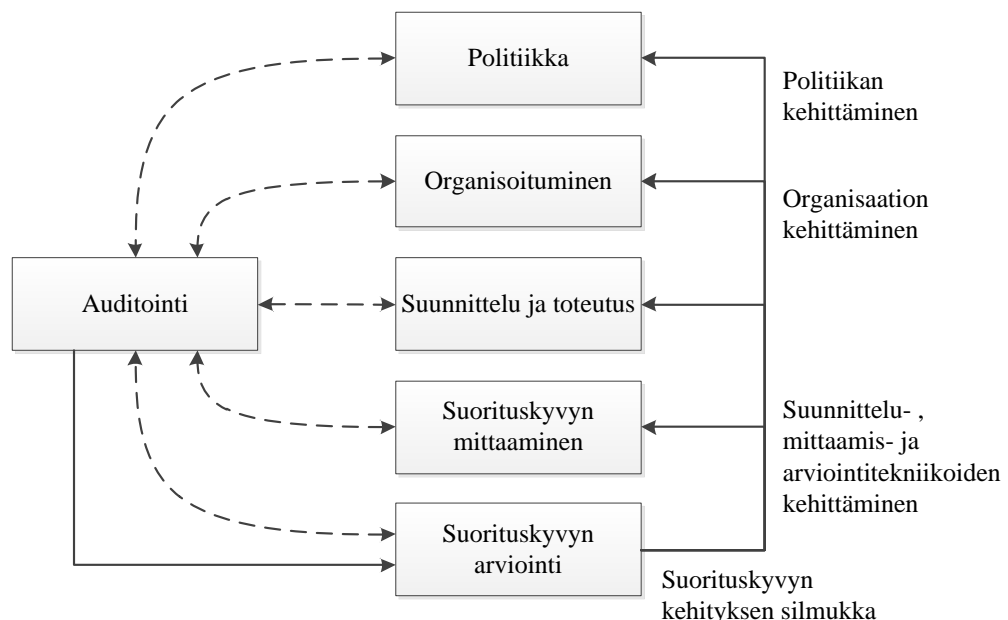 Politiikka
Politiikan
kehittäminen
Organisoituminen
Organisaation
kehittäminen
Auditointi
Suunnittelu ja toteutus
Suorituskyvyn
mittaaminen
Suunnittelu- ,
mittaamis- ja
arviointitekniikoiden
kehittäminen
Suorituskyvyn
arviointi
Suorituskyvyn
kehityksen silmukka